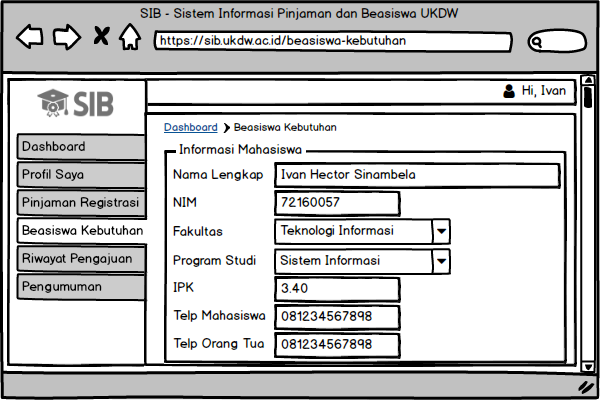 SIB - Sistem Informasi Pinjaman dan Beasiswa UKDW
https://sib.ukdw.ac.id/beasiswa-kebutuhan
SIB
Hi, Ivan
Dashboard
Profil Saya
Pinjaman Registrasi
Beasiswa Kebutuhan
Riwayat Pengajuan
Pengumuman
Dashboard Beasiswa Kebutuhan
Informasi Mahasiswa
Nama Lengkap Ivan Hector Sinambela
NIM 72160057
Fakultas Teknologi Informasi
Program Studi Sistem Informasi
IPK 3.40
Telp Mahasiswa 081234567898
Telp Orang Tua 081234567898